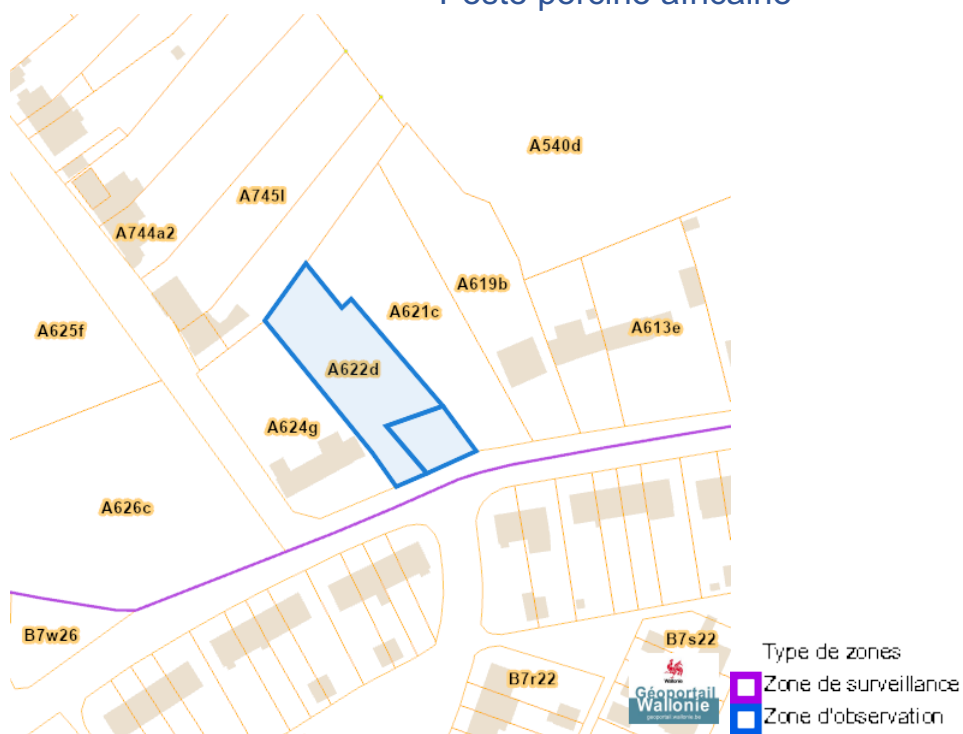 Peste porcine africaine
A540d
A745l
A744a2
A619b
A621c
A625f
A613e
A622d
A624g
A626c
B7w26
B7s22
B7r22
Wallonie
Géoportail
Wallonie
geoportail.wallonie.be
Type de zones
Zone de surveillance
Zone d'observation